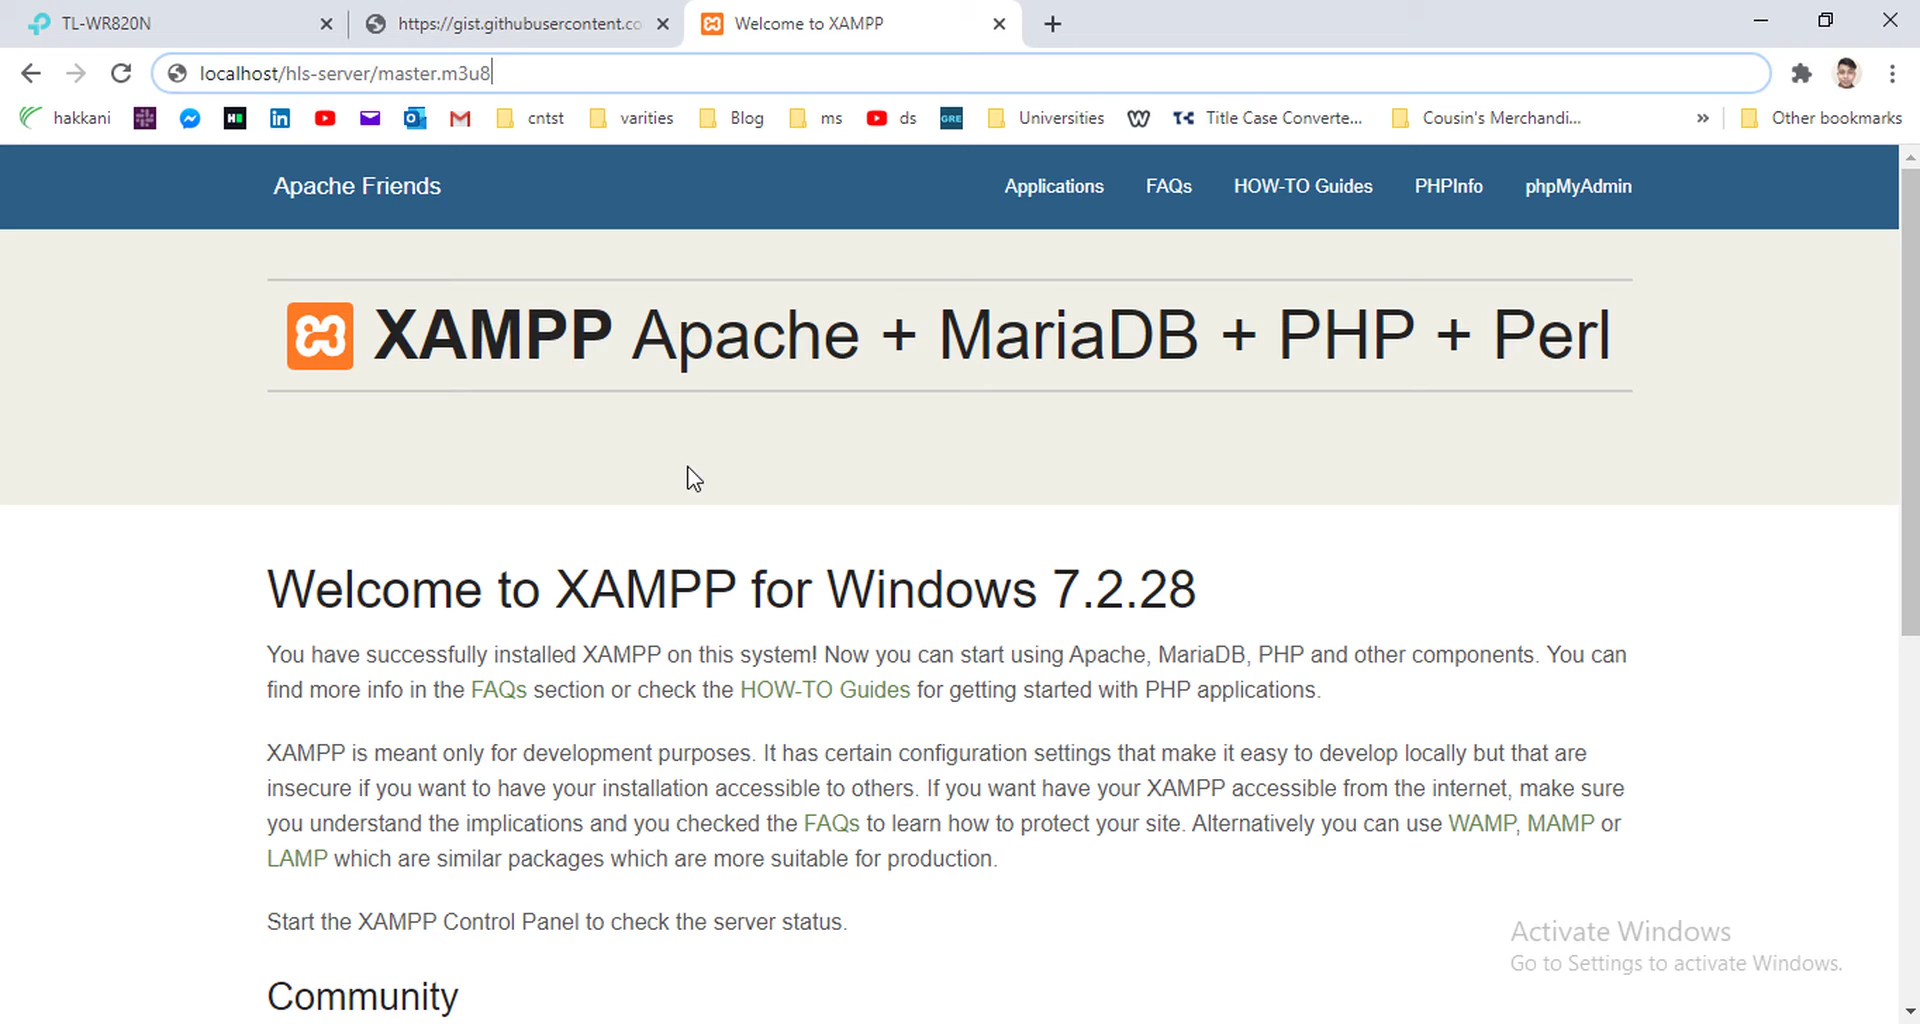 TL-WR820N
https://gist.githubusercontent.co
Welcome to XAMPP
localhost/hls-server/master.m3u8
hakkani
H
cntst
varities
Blog
ms
ds
GRE
Universities
W
Title Case Converte...
Cousin's Merchandi...
»
Other bookmarks
Apache Friends
Applications
FAQs
HOW-TO Guides
PHPInfo
phpMyAdmin
XAMPP Apache + MariaDB + PHP + Perl
Welcome to XAMPP for Windows 7.2.28
You have successfully installed XAMPP on this system! Now you can start using Apache, MariaDB, PHP and other components. You can
find more info in the FAQs section or check the HOW-TO Guides for getting started with PHP applications.
XAMPP is meant only for development purposes. It has certain configuration settings that make it easy to develop locally but that are
insecure if you want to have your installation accessible to others. If you want have your XAMPP accessible from the internet, make sure
you understand the implications and you checked the FAQs to learn how to protect your site. Alternatively you can use WAMP, MAMP or
LAMP which are similar packages which are more suitable for production.
Start the XAMPP Control Panel to check the server status.
Activate Windows
Go to Settings to activate Windows.
Community